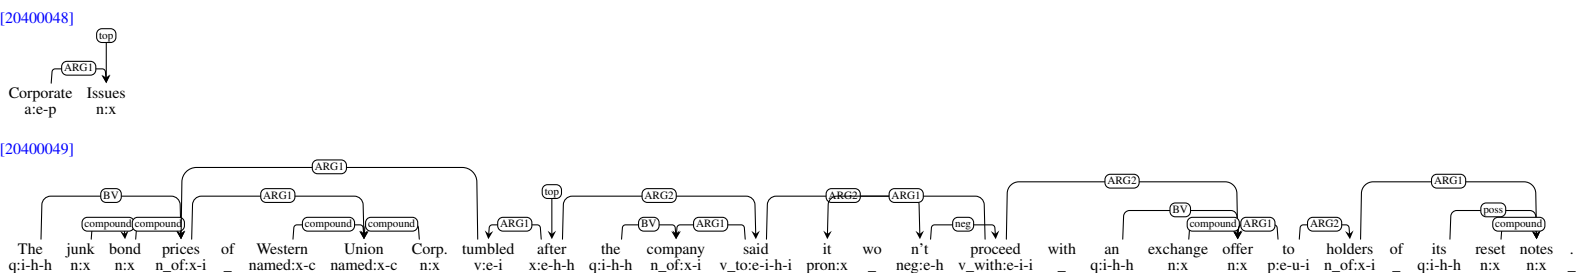 [20400048]
top
ARG1
Corporate Issues
a:e-p n:x
[20400049]
ARG1
ARG2
BV ARG1 top ARG2 ARG2 ARG1 BV ARG1 poss
compound compound compound compound ARG1 BV ARG1 neg compound ARG1 ARG2 compound
The junk bond prices of Western Union Corp. tumbled after the company said it wo n't proceed with an exchange offer to holders of its reset notes .
q:i-h-h n:x n:x n_of:x-i _ named:x-c named:x-c n:x v:e-i x:e-h-h q:i-h-h n_of:x-i v_to:e-i-h-i pron:x _ neg:e-h v_with:e-i-i _ q:i-h-h n:x n:x p:e-u-i n_of:x-i _ q:i-h-h n:x n:x _